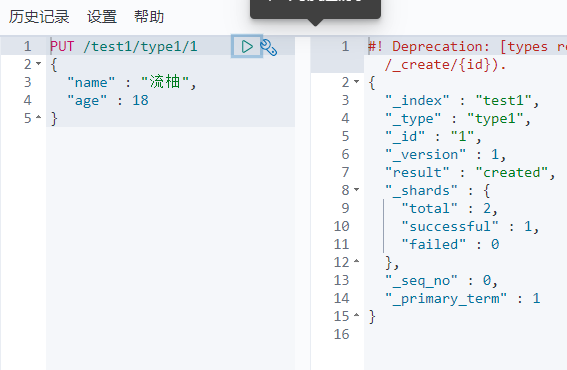 历史记录 设置 帮助
1 PUT /test1/type1/1
2 {
3 "name" : "流柚",
4 "age" : 18
5 }
1 #! Deprecation: [types re
/_create/{id}).
2 {
3 "_index" : "test1",
4 "_type" : "type1",
5 "_id" : "1",
6 "_version" : 1,
7 "result" : "created",
8 "_shards" : {
9 "total" : 2,
10 "successful" : 1,
11 "failed" : 0
12 },
13 "_seq_no" : 0,
14 "_primary_term" : 1
15 }
16